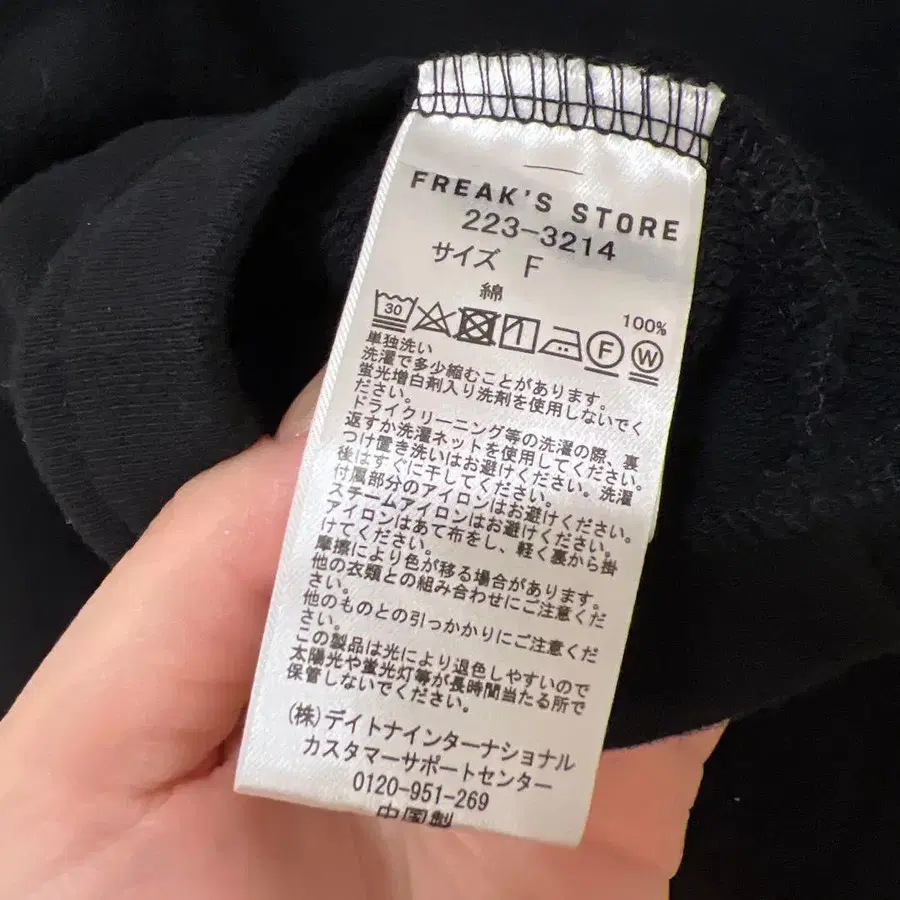 FREAK'S STORE
223-3214
サイズ F
綿
100%
30 F W
単独洗い
洗濯で多少縮むことがあります。
蛍光増白剤入り洗剤を使用しないでく
ださい。
ドライクリーニング等の洗濯の際、裏
返すか洗濯ネットを使用してください。
つけ置き洗いはお避けください。洗濯
後はすぐに干してください。
付属部分のアイロンはお避けください。
スチームアイロンはお避けください。
アイロンはあて布をし、軽く裏から掛
けてください。
摩擦により色が移る場合があります。
他の衣類との組み合わせにご注意くだ
さい。
他のものとの引っかかりにご注意くだ
さい。
この製品は光により退色しやすいので
太陽光や蛍光灯等が長時間当たる所で
保管しないでください。
(株)デイトナインターナショナル
カスタマーサポートセンター
0120-951-269
中国製